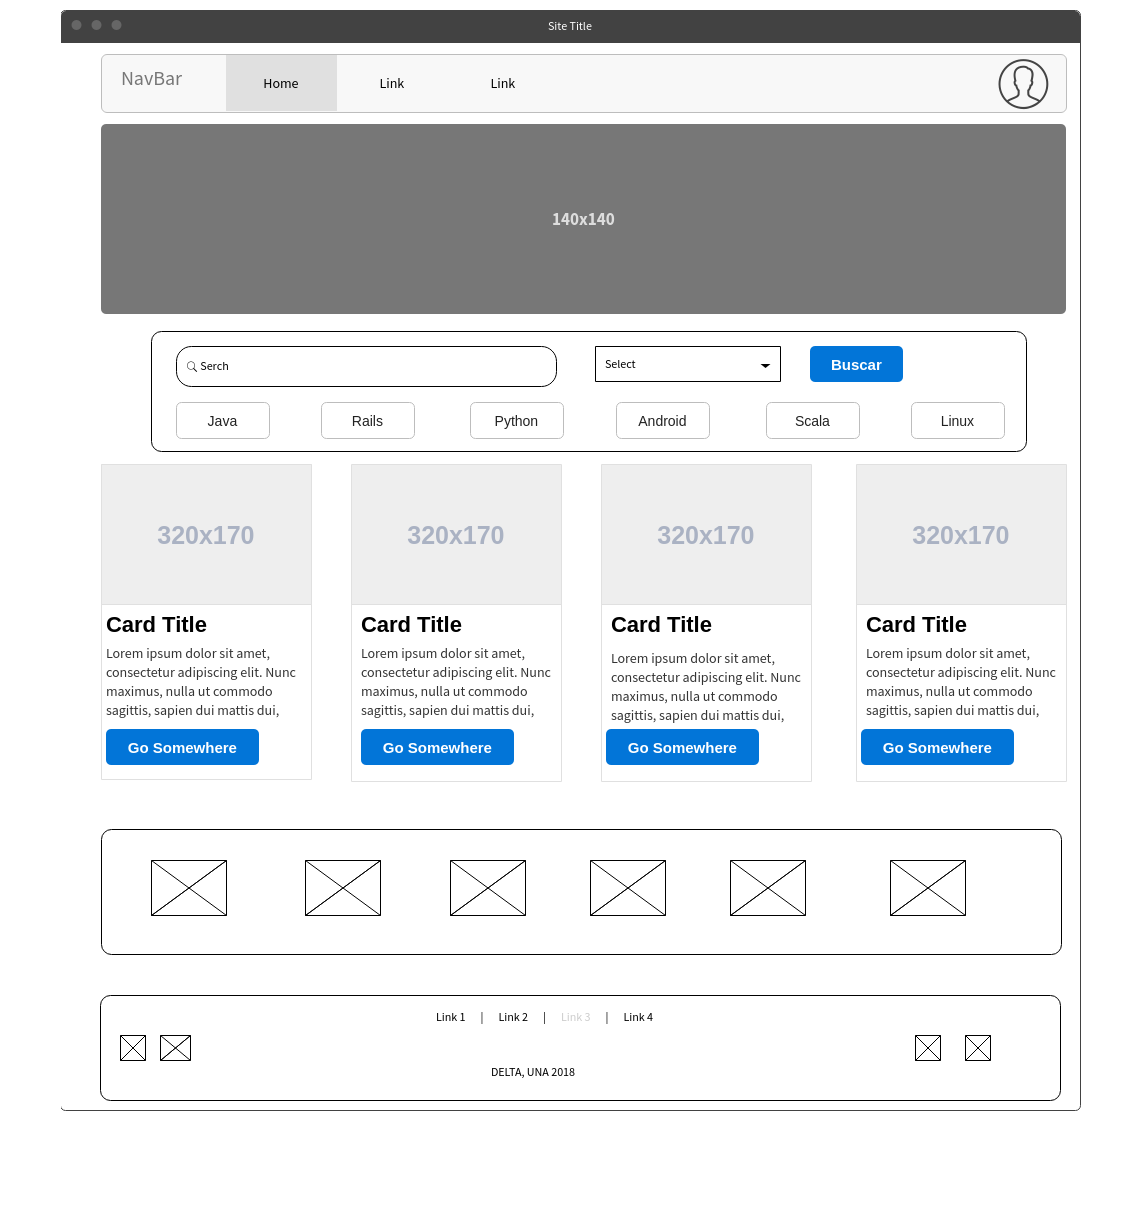 Site Title
NavBar
Home
Link
Link
140x140
Serch
Select
Buscar
Java
Rails
Python
Android
Scala
Linux
320x170
320x170
320x170
320x170
Card Title
Lorem ipsum dolor sit amet,
consectetur adipiscing elit. Nunc
maximus, nulla ut commodo
sagittis, sapien dui mattis dui,
Go Somewhere
Card Title
Lorem ipsum dolor sit amet,
consectetur adipiscing elit. Nunc
maximus, nulla ut commodo
sagittis, sapien dui mattis dui,
Go Somewhere
Card Title
Lorem ipsum dolor sit amet,
consectetur adipiscing elit. Nunc
maximus, nulla ut commodo
sagittis, sapien dui mattis dui,
Go Somewhere
Card Title
Lorem ipsum dolor sit amet,
consectetur adipiscing elit. Nunc
maximus, nulla ut commodo
sagittis, sapien dui mattis dui,
Go Somewhere
Link 1 | Link 2 | Link 3 | Link 4
DELTA, UNA 2018